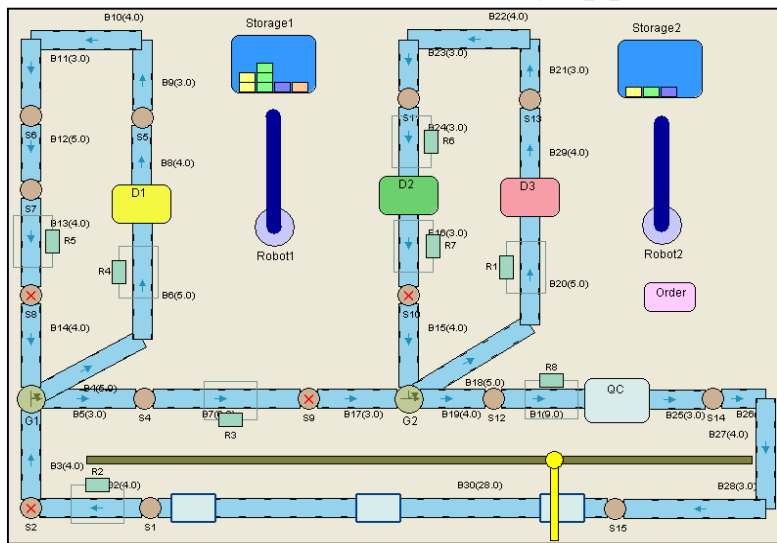 B10(4.0)
B22(4.0)
Storage1
Storage2
B11(3.0)
B23(3.0)
B9(3.0)
B21(3.0)
S6
S5
S13
B12(5.0)
B24(3.0)
R6
B8(4.0)
B29(4.0)
D1
D2
D3
S7
B13(4.0)
R5
R7
Robot1
Robot2
R4
R1
B6(5.0)
B20(5.0)
Order
S8
S10
B14(4.0)
B15(4.0)
R8
B4(5.0)
B18(5.0)
QC
G1
B5(3.0)
S4
R3
S9
B17(3.0)
G2
B19(4.0)
S12
B1(9.0)
B25(3.0)
S14
B27(4.0)
B3(4.0)
R2
B30(28.0)
B28(3.0)
S2
S1
S15